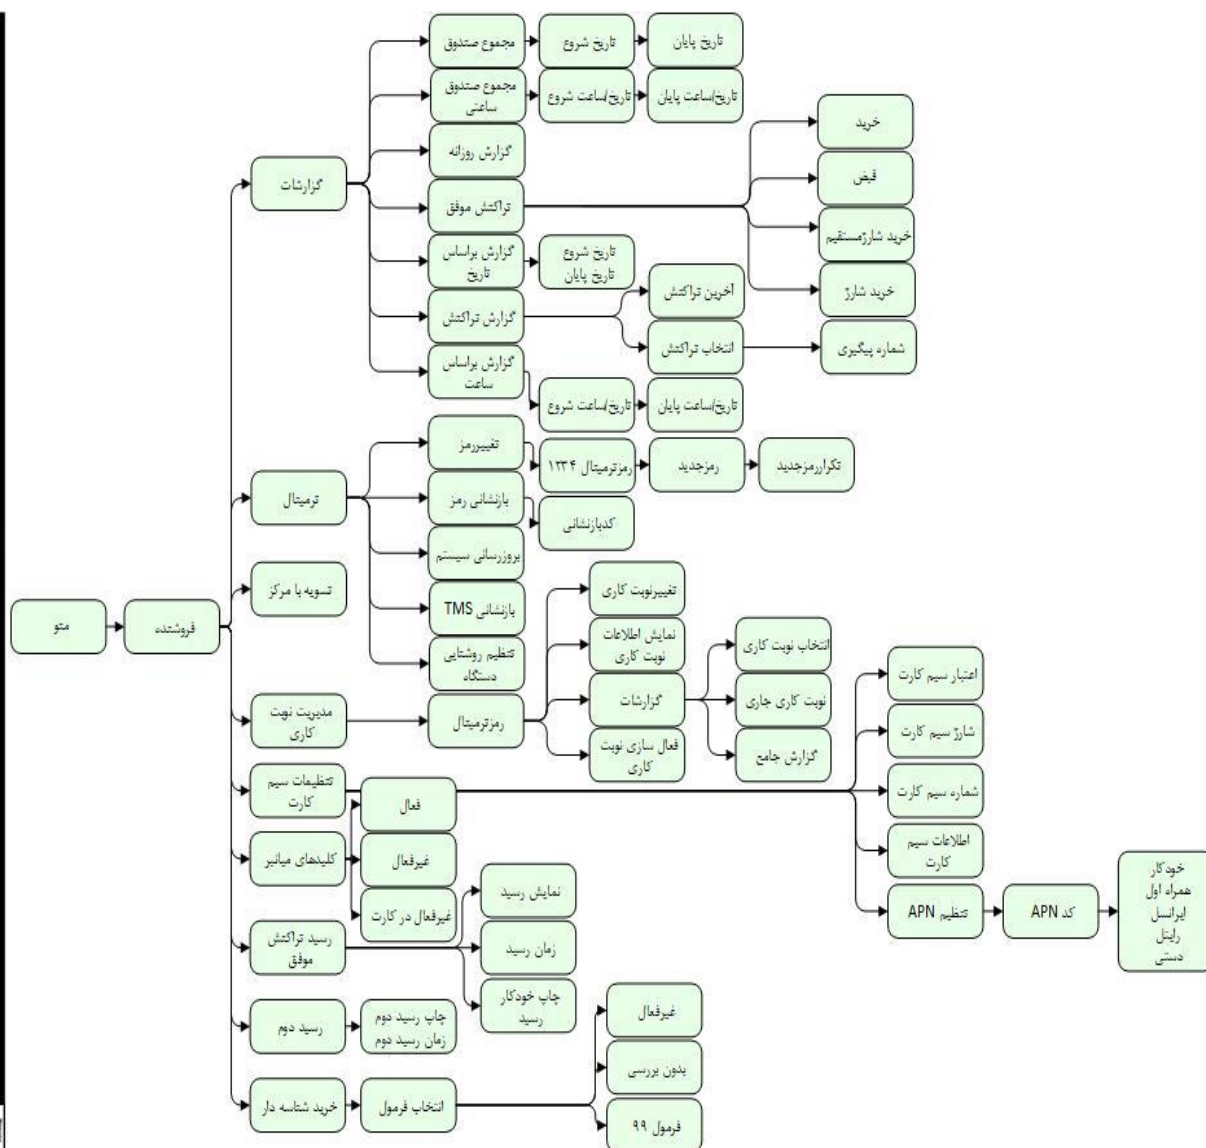 منو
فروشنده
گزارشات
مجموع صندوق
تاریخ شروع
تاریخ پایان
مجموع صندوق
ساعتی
تاریخ/ساعت شروع
تاریخ/ساعت پایان
گزارش روزانه
تراکنش موفق
خرید
قبض
خرید شارژمستقیم
خرید شارژ
گزارش براساس
تاریخ
تاریخ شروع
تاریخ پایان
گزارش تراکنش
آخرین تراکنش
انتخاب تراکنش
شماره پیگیری
گزارش براساس
ساعت
تاریخ/ساعت شروع
تاریخ/ساعت پایان
ترمینال
تغییررمز
رمزترمینال ۱۲۳۴
رمزجدید
تکراررمزجدید
بازنشانی رمز
کدبازنشانی
بروزرسانی سیستم
بازنشانی TMS
تنظیم روشنایی
دستگاه
تسویه با مرکز
مدیریت نوبت
کاری
رمزترمینال
تغییرنوبت کاری
نمایش اطلاعات
نوبت کاری
گزارشات
انتخاب نوبت کاری
نوبت کاری جاری
گزارش جامع
فعال سازی نوبت
کاری
تنظیمات سیم
کارت
اعتبار سیم کارت
شارژ سیم کارت
شماره سیم کارت
اطلاعات سیم
کارت
تنظیم APN
کد APN
خودکار
همراه اول
ایرانسل
رایتل
دستی
کلیدهای میانبر
فعال
غیرفعال
غیرفعال در کارت
رسید تراکنش
موفق
نمایش رسید
زمان رسید
چاپ خودکار
رسید
رسید دوم
چاپ رسید دوم
زمان رسید دوم
خرید شناسه دار
انتخاب فرمول
غیرفعال
بدون بررسی
فرمول ۹۹